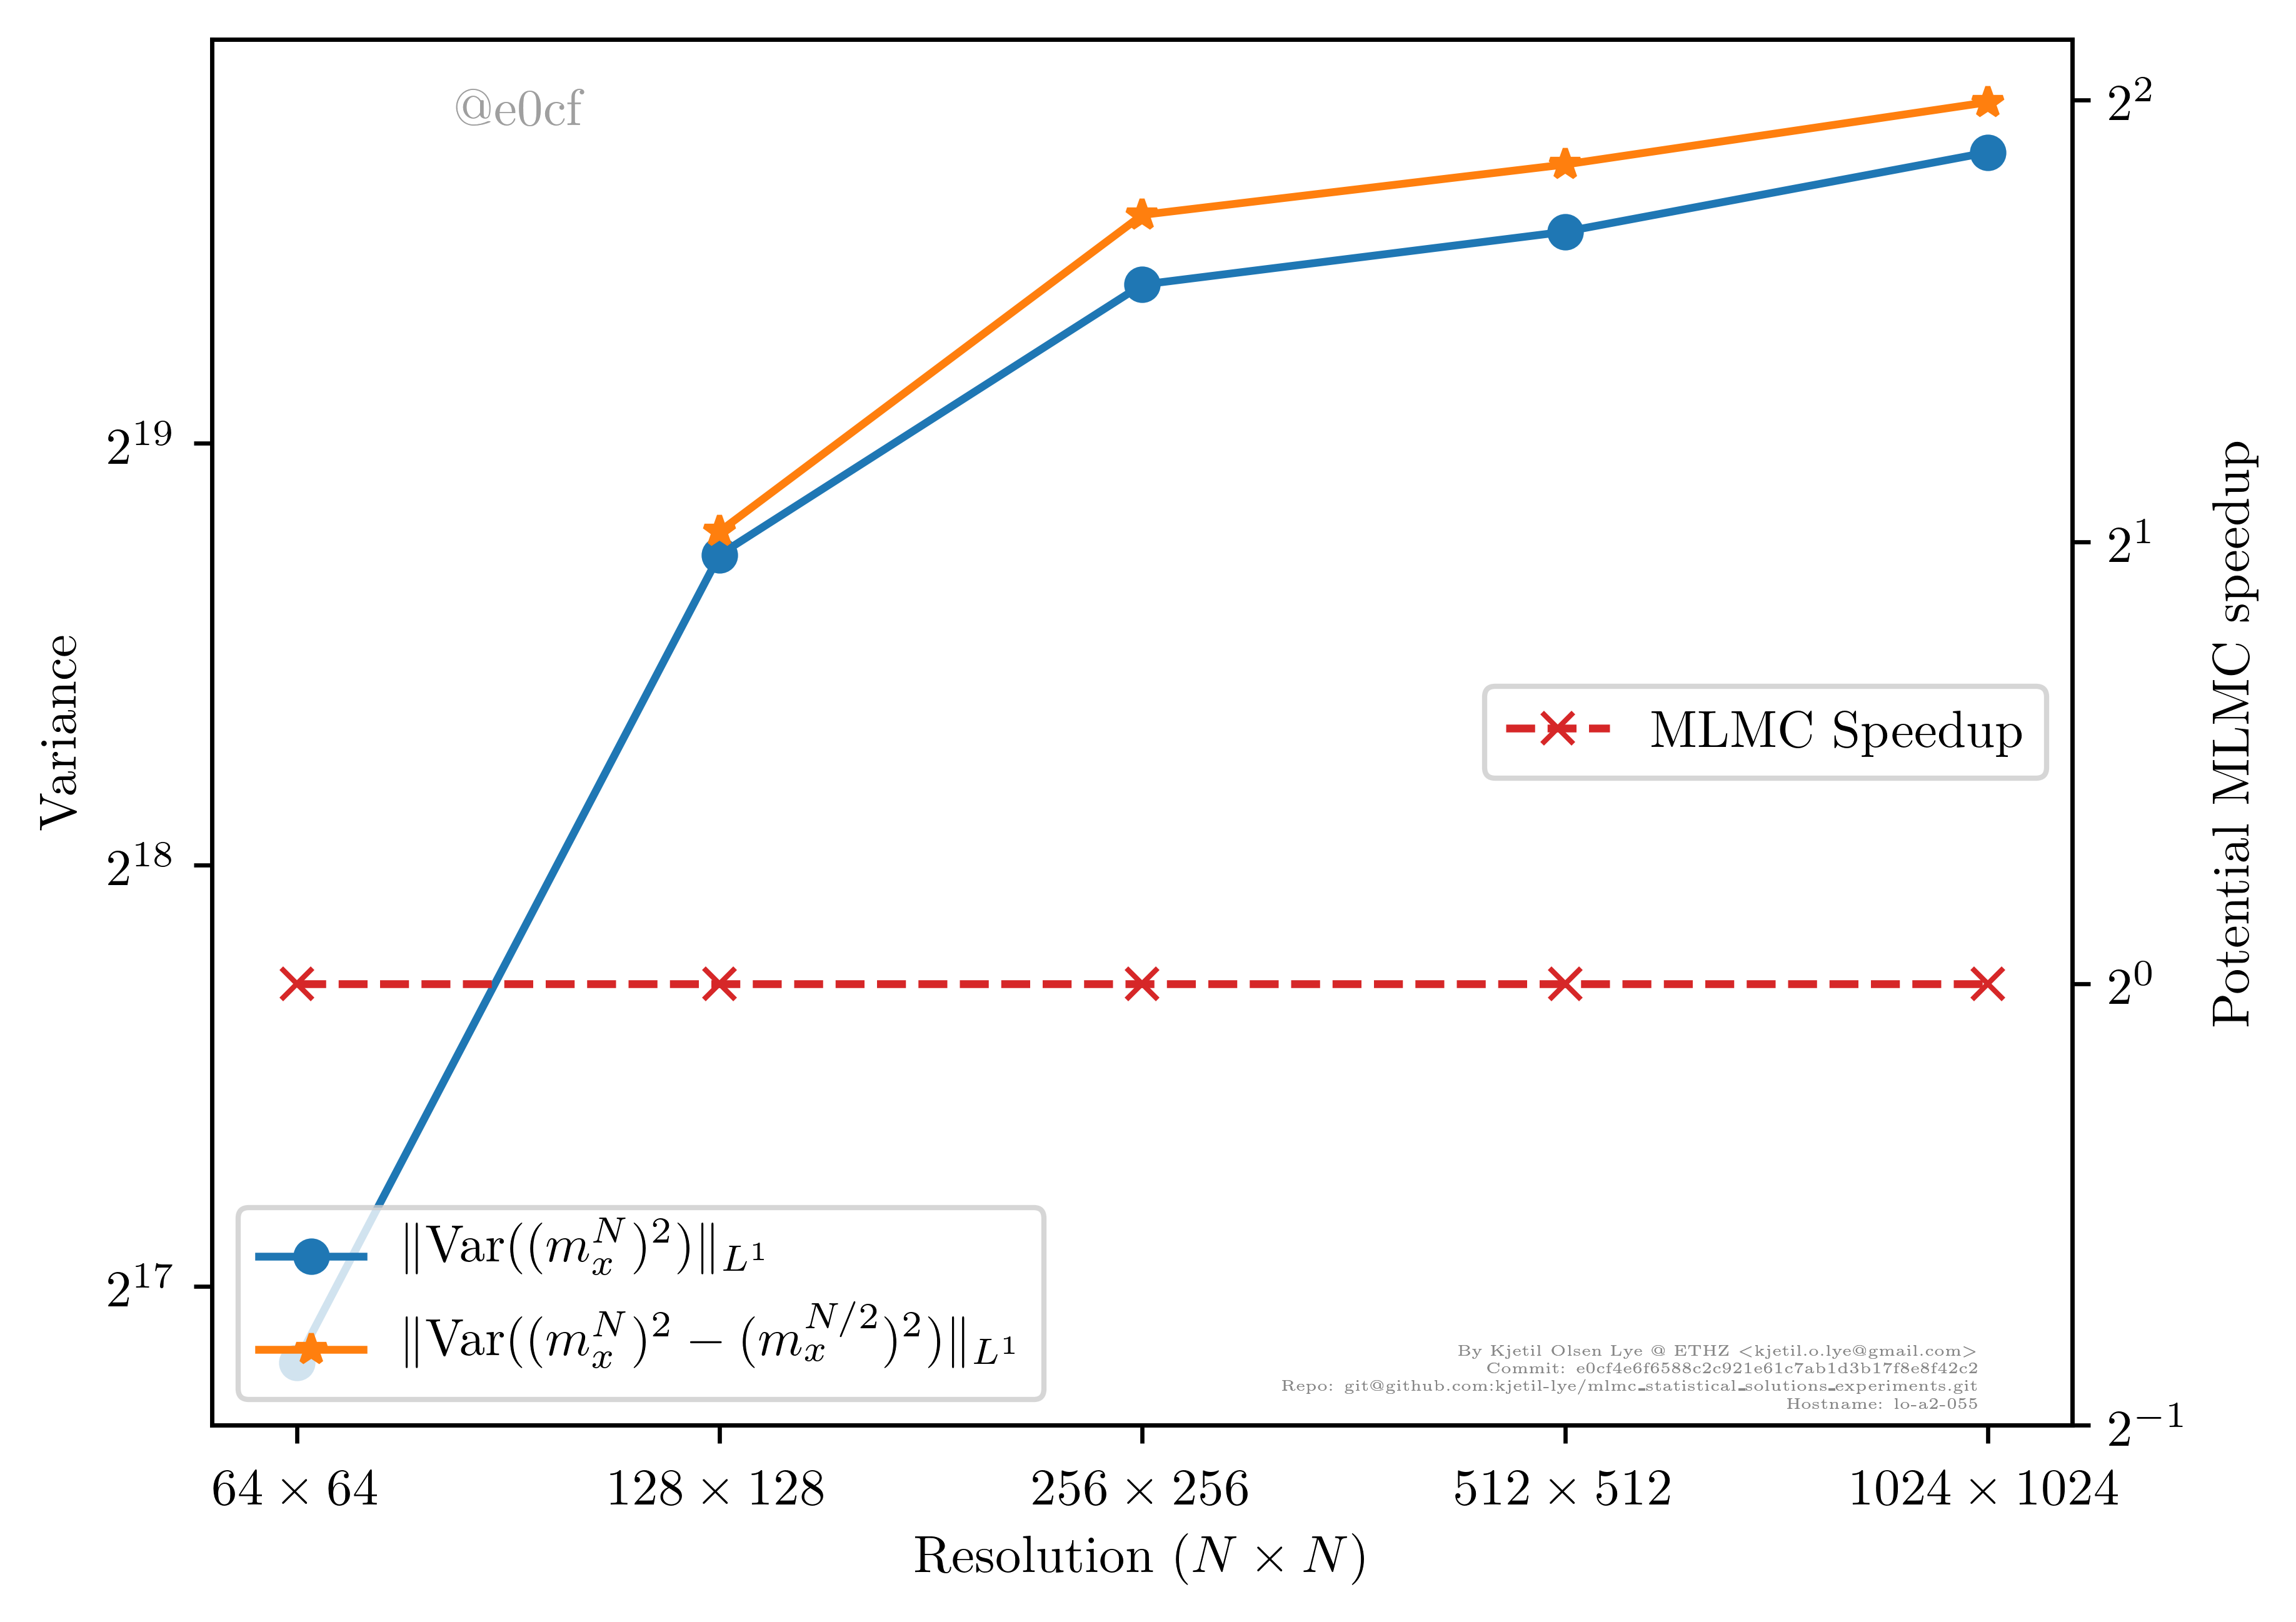 @e0cf
2^2
2^19
2^1
Variance
Potential MLMC speedup
MLMC Speedup
2^18
2^0
2^17
‖Var((m_x^N)^2)‖_{L^1}
‖Var((m_x^N)^2 − (m_x^{N/2})^2)‖_{L^1}
By Kjetil Olsen Lye @ ETHZ <kjetil.o.lye@gmail.com>
Commit: e0cf4e6f6588c2c921e61c7ab1d3b17f8e8f42c2
Repo: git@github.com:kjetil-lye/mlmc_statistical_solutions_experiments.git
Hostname: lo-a2-055
2^{−1}
64 × 64 128 × 128 256 × 256 512 × 512 1024 × 1024
Resolution (N × N)